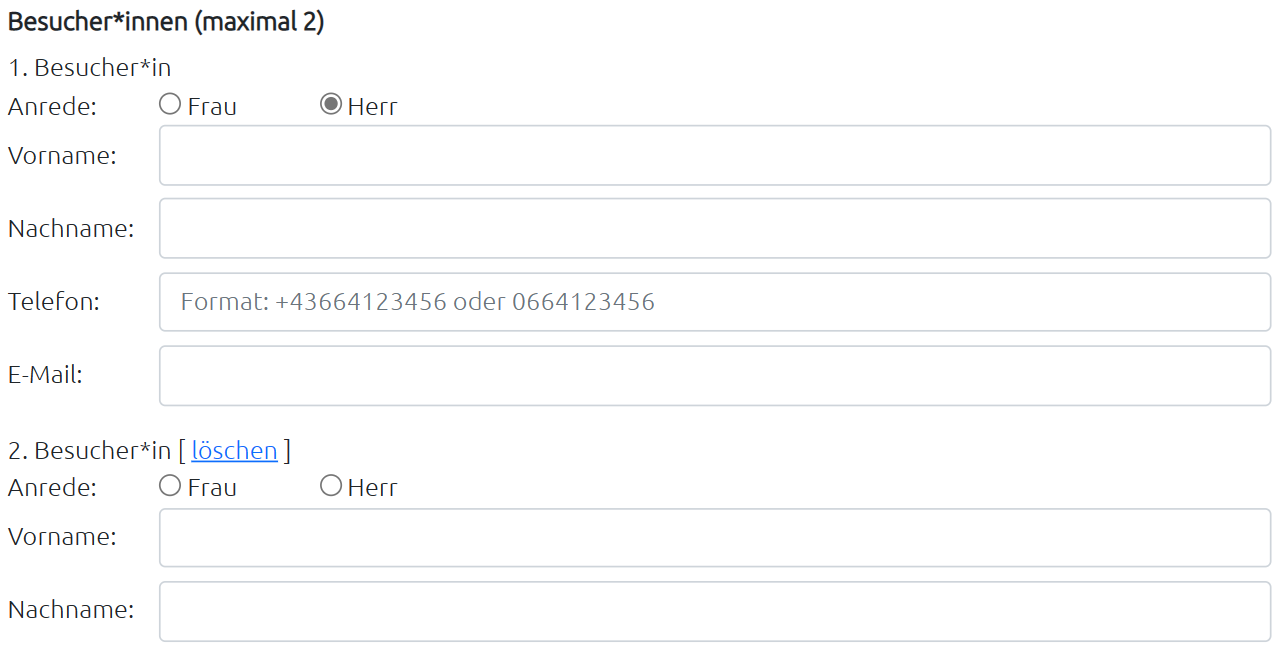 Besucher*innen (maximal 2)
1. Besucher*in
Anrede: Frau Herr
Vorname:
Nachname:
Telefon: Format: +43664123456 oder 0664123456
E-Mail:
2. Besucher*in [ löschen ]
Anrede: Frau Herr
Vorname:
Nachname: